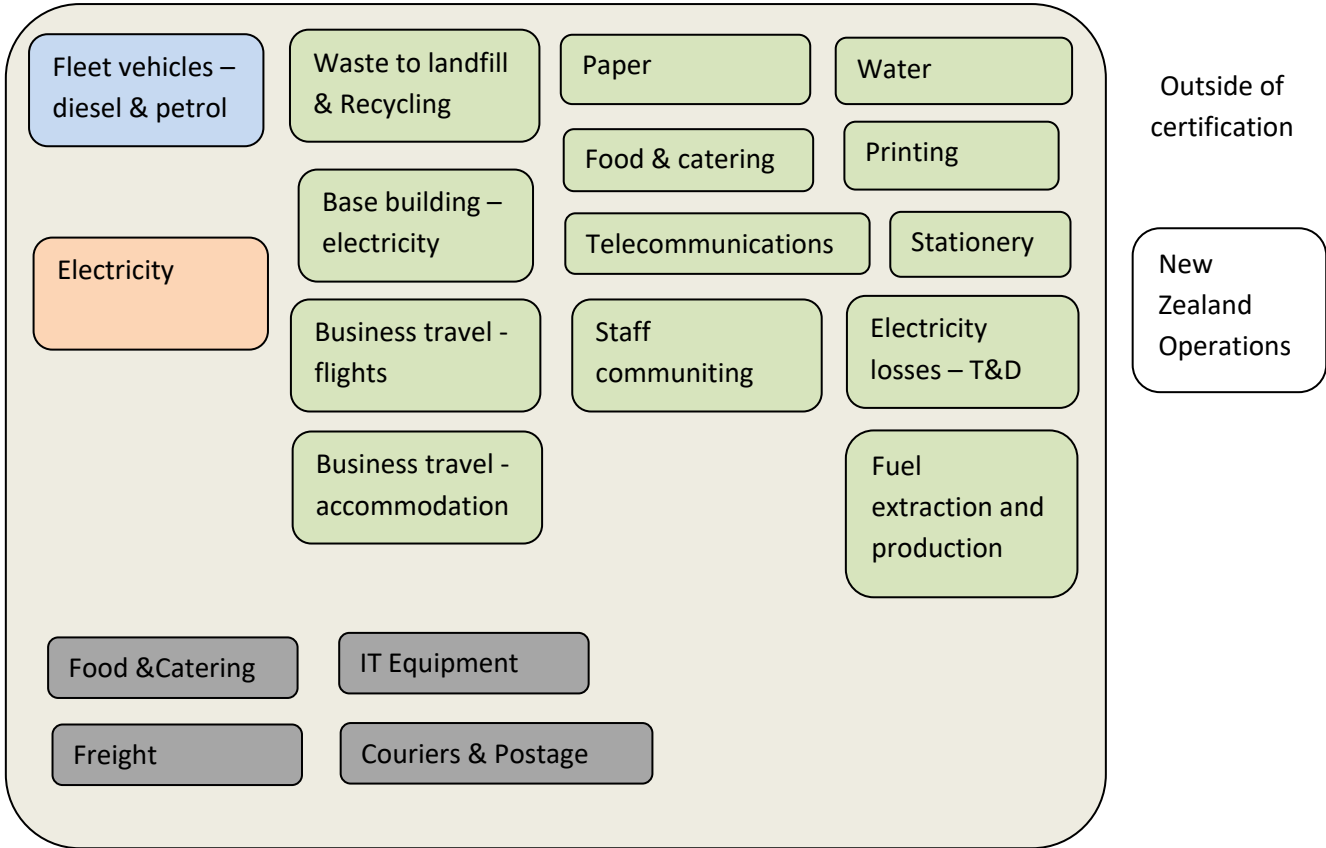 Fleet vehicles –
diesel & petrol
Waste to landfill
& Recycling
Paper
Water
Outside of
certification
Food & catering
Printing
Base building –
electricity
Telecommunications
Stationery
Electricity
New
Zealand
Operations
Business travel -
flights
Staff
communiting
Electricity
losses – T&D
Business travel -
accommodation
Fuel
extraction and
production
Food &Catering
IT Equipment
Freight
Couriers & Postage